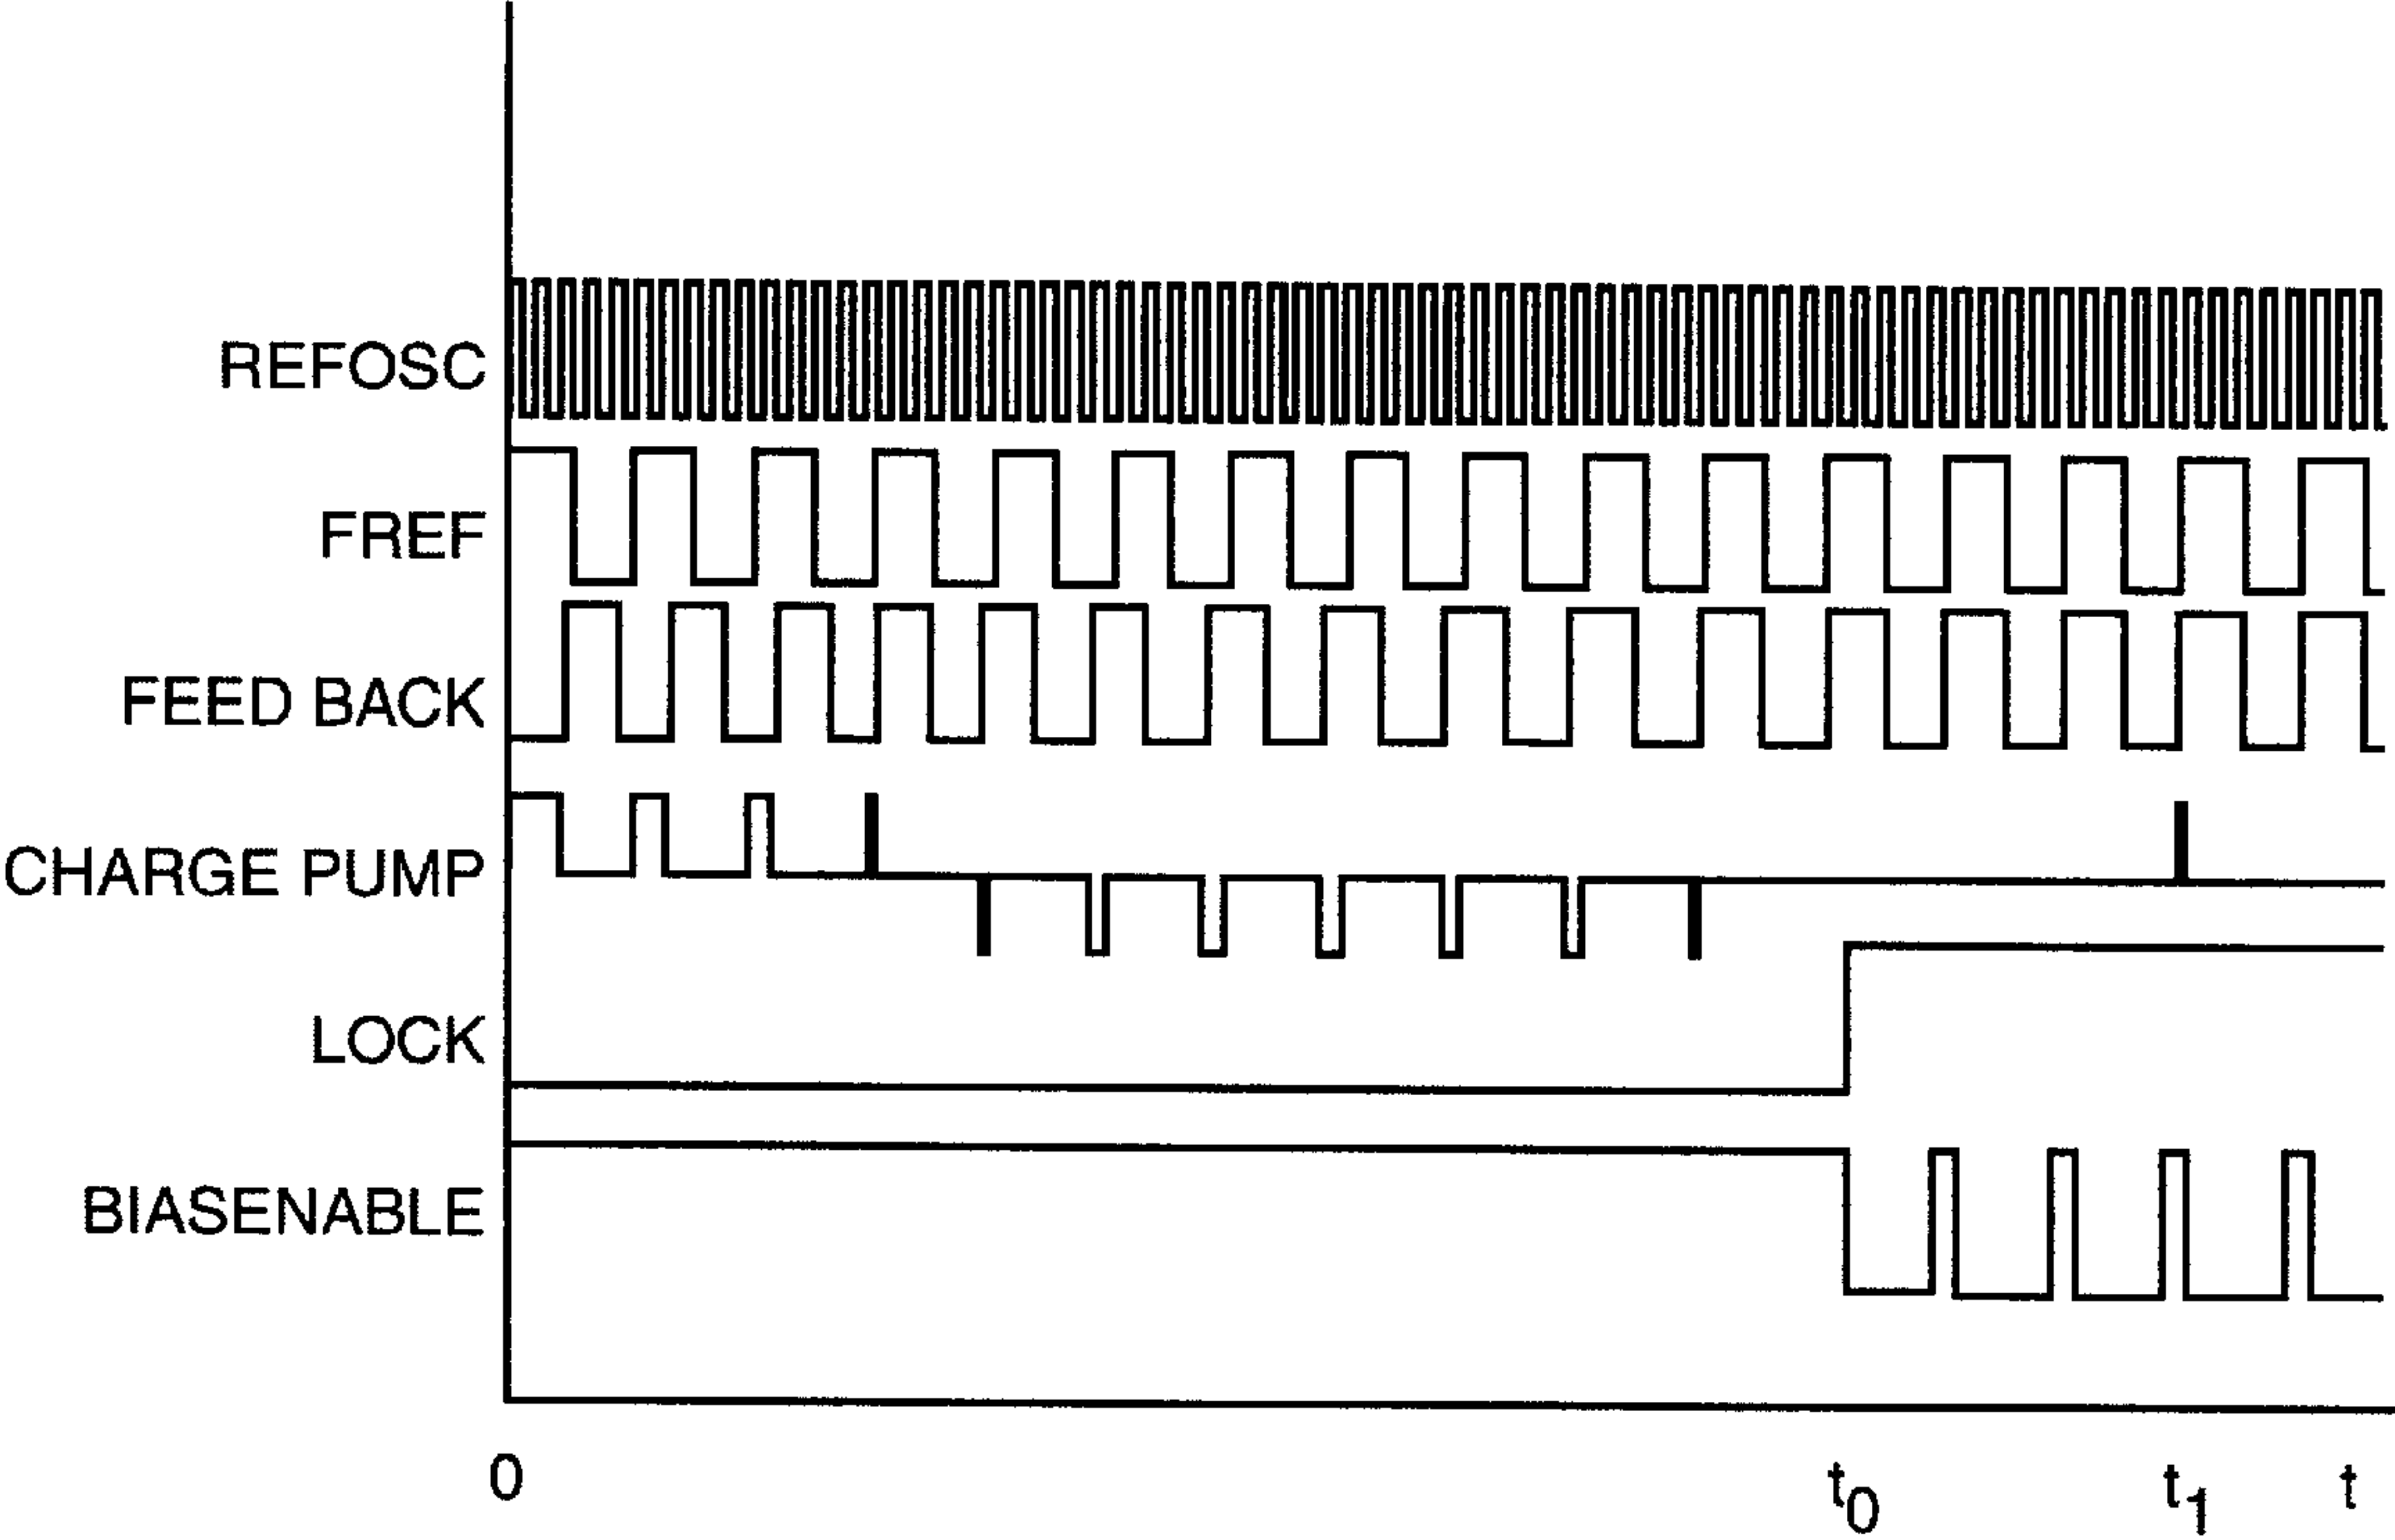 REFOSC
FREF
FEED BACK
CHARGE PUMP
LOCK
BIASENABLE
0 t0 t1 t